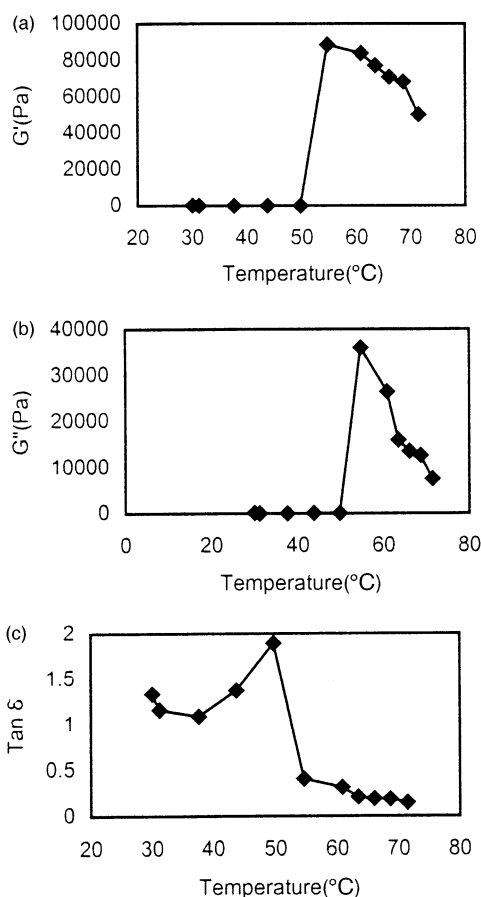 (a)
100000
80000
60000
40000
20000
0
G'(Pa)
20 30 40 50 60 70 80
Temperature(°C)
(b)
40000
30000
20000
10000
0
G"(Pa)
0 20 40 60 80
Temperature(°C)
(c)
2
1.5
1
0.5
0
Tan δ
20 30 40 50 60 70 80
Temperature(°C)